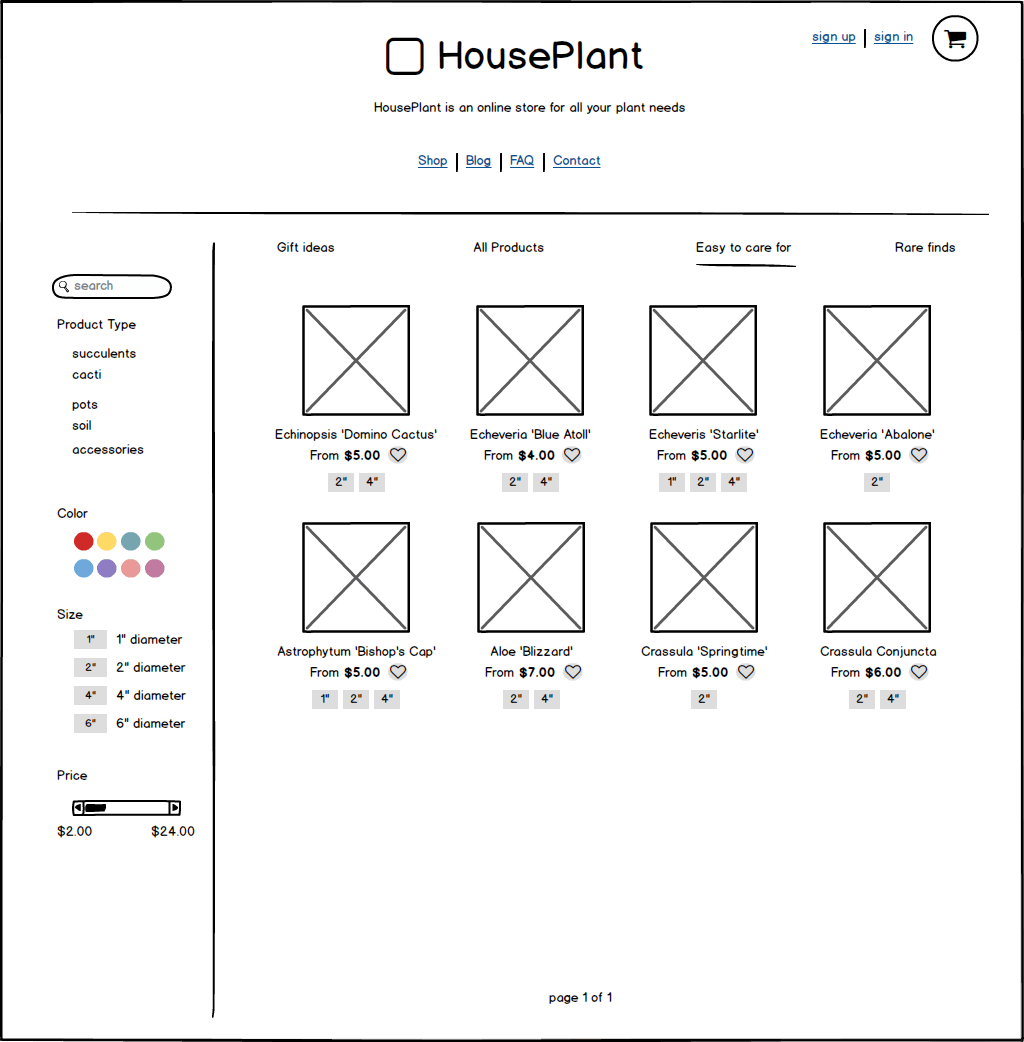 sign up | sign in
HousePlant
HousePlant is an online store for all your plant needs
Shop | Blog | FAQ | Contact
Gift ideas All Products Easy to care for Rare finds
search
Product Type
succulents
cacti
pots
soil
accessories
Color
Size
1" 1" diameter
2" 2" diameter
4" 4" diameter
6" 6" diameter
Price
$2.00 $24.00
Echinopsis 'Domino Cactus' Echeveria 'Blue Atoll' Echeveris 'Starlite' Echeveria 'Abalone'
From $5.00 From $4.00 From $5.00 From $5.00
2" 4" 2" 4" 1" 2" 4" 2"
Astrophytum 'Bishop's Cap' Aloe 'Blizzard' Crassula 'Springtime' Crassula Conjuncta
From $5.00 From $7.00 From $5.00 From $6.00
1" 2" 4" 2" 4" 2" 2" 4"
page 1 of 1